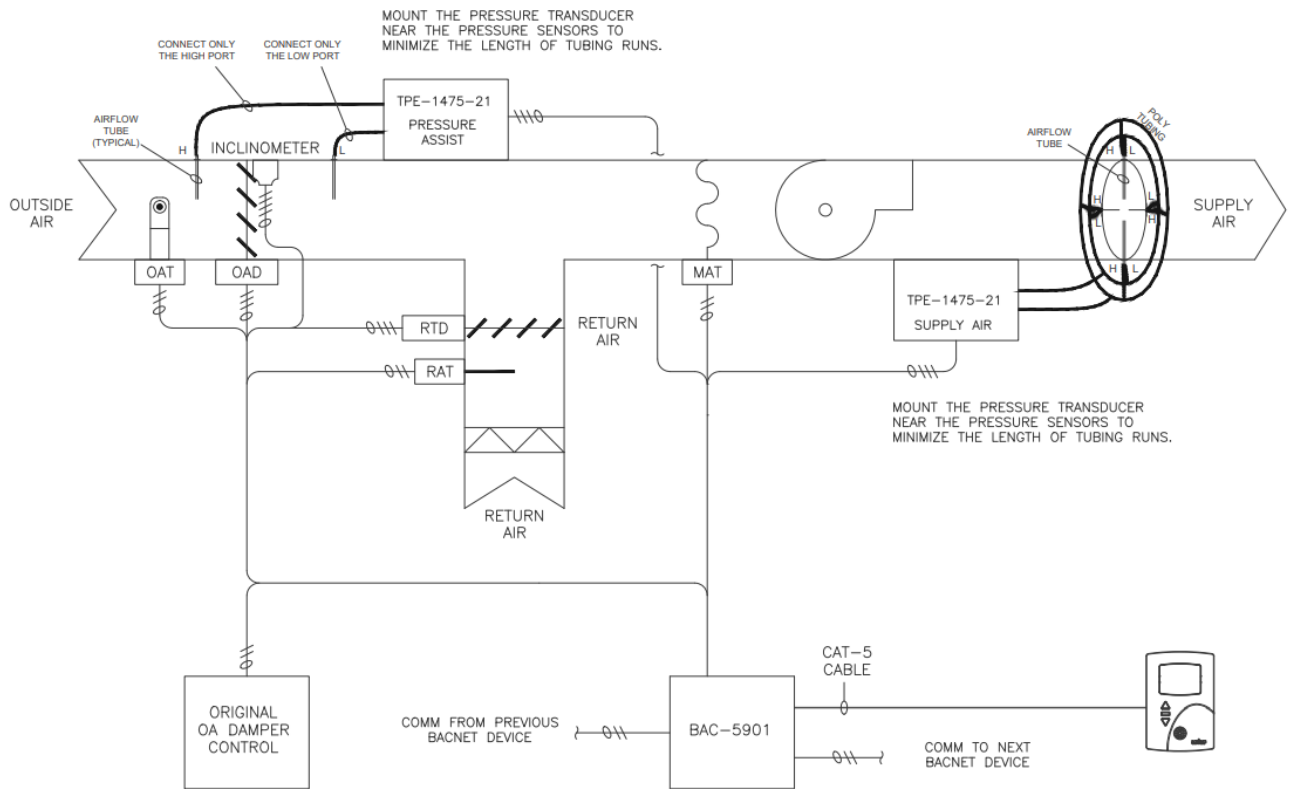 MOUNT THE PRESSURE TRANSDUCER
NEAR THE PRESSURE SENSORS TO
MINIMIZE THE LENGTH OF TUBING RUNS.
CONNECT ONLY
THE HIGH PORT
CONNECT ONLY
THE LOW PORT
TPE-1475-21
PRESSURE
ASSIST
AIRFLOW
TUBE
(TYPICAL)
H
INCLINOMETER
L
POLY
TUBING
AIRFLOW
TUBE
H
L
H
L
L
H
H
L
OUTSIDE
AIR
SUPPLY
AIR
OAT
OAD
MAT
TPE-1475-21
SUPPLY AIR
RTD
RETURN
AIR
RAT
MOUNT THE PRESSURE TRANSDUCER
NEAR THE PRESSURE SENSORS TO
MINIMIZE THE LENGTH OF TUBING RUNS.
RETURN
AIR
ORIGINAL
OA DAMPER
CONTROL
COMM FROM PREVIOUS
BACNET DEVICE
BAC-5901
CAT-5
CABLE
COMM TO NEXT
BACNET DEVICE